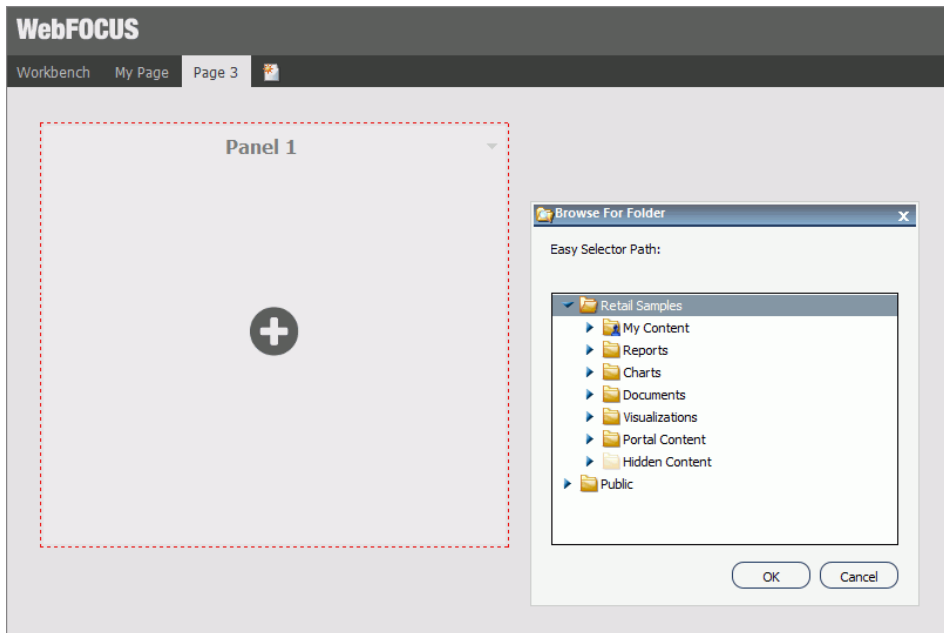 WebFOCUS
Workbench My Page Page 3
Panel 1
Browse For Folder x
Easy Selector Path:
Retail Samples
My Content
Reports
Charts
Documents
Visualizations
Portal Content
Hidden Content
Public
OK Cancel